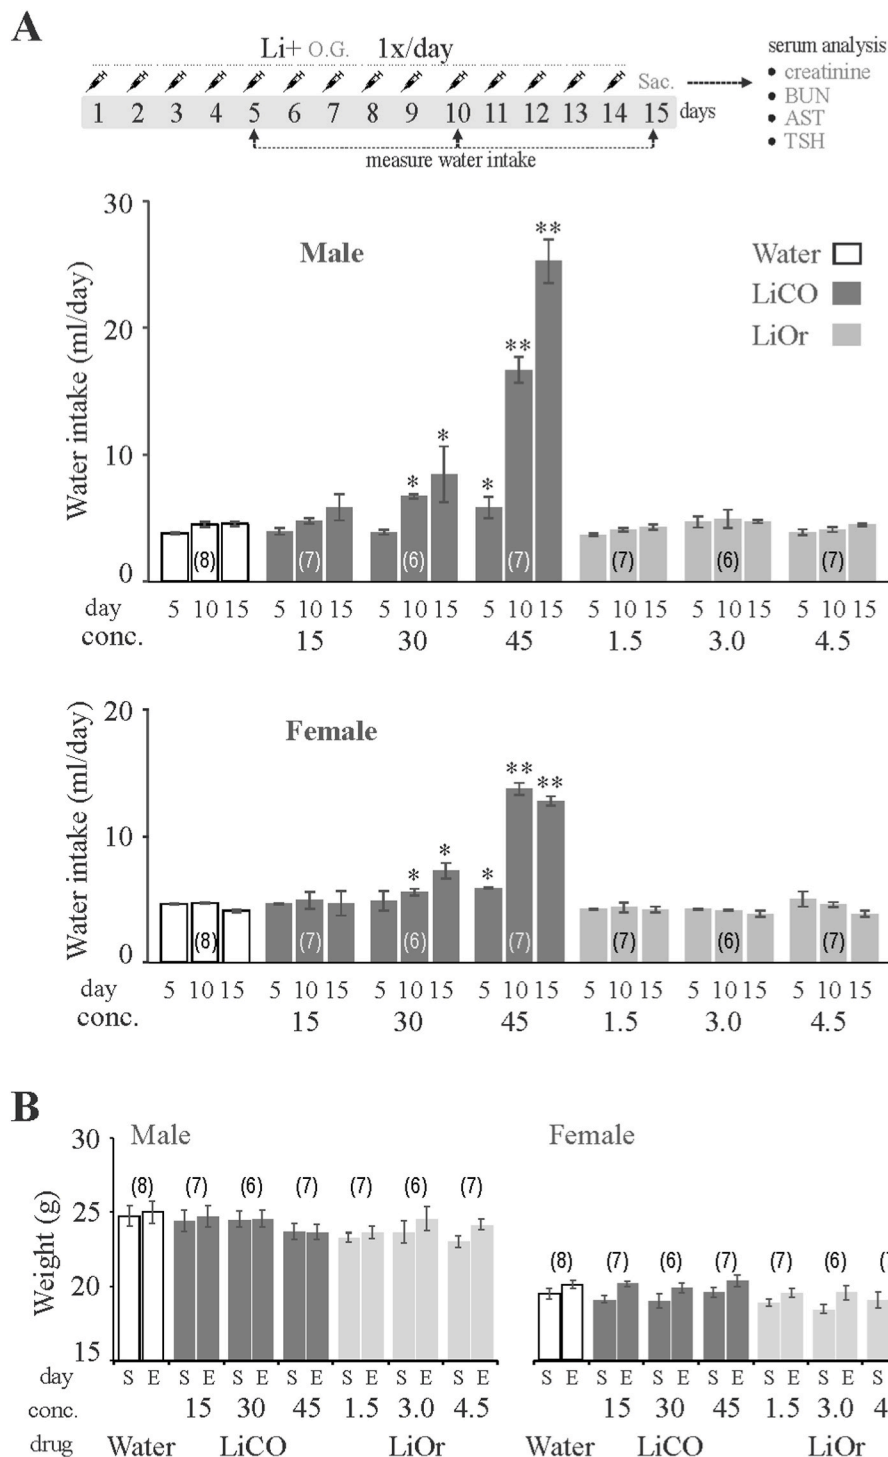 A
Li+ O.G. 1x/day
serum analysis
• creatinine
• BUN
• AST
• TSH
Sac.
1 2 3 4 5 6 7 8 9 10 11 12 13 14 15 days
measure water intake
Male
Water intake (ml/day)
30
20
10
0
Water
LiCO
LiOr
* * * ** **
(8) (7) (6) (7) (7) (6) (7)
day 5 10 15 5 10 15 5 10 15 5 10 15 5 10 15 5 10 15 5 10 15
conc. 15 30 45 1.5 3.0 4.5
Female
Water intake (ml/day)
20
10
0
* * * ** **
(8) (7) (6) (7) (7) (6) (7)
day 5 10 15 5 10 15 5 10 15 5 10 15 5 10 15 5 10 15 5 10 15
conc. 15 30 45 1.5 3.0 4.5
B
Male
Weight (g)
30
25
20
15
(8) (7) (6) (7) (7) (6) (7)
day S E S E S E S E S E S E S E
conc. 15 30 45 1.5 3.0 4.5
drug Water LiCO LiOr
Female
(8) (7) (6) (7) (7) (6)
S E S E S E S E S E S E S
15 30 45 1.5 3.0 4
Water LiCO LiOr